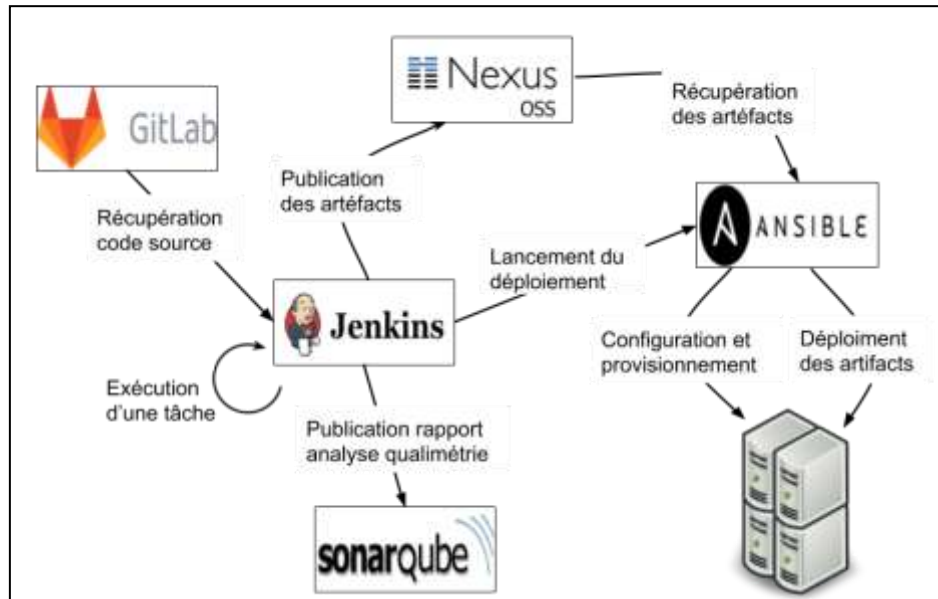 GitLab
Nexus
OSS
Récupération
des artéfacts
Publication
des artéfacts
Récupération
code source
ANSIBLE
Lancement du
déploiement
Jenkins
Configuration et
provisionnement
Déploiment
des artifacts
Exécution
d'une tâche
Publication rapport
analyse qualimétrie
sonarqube